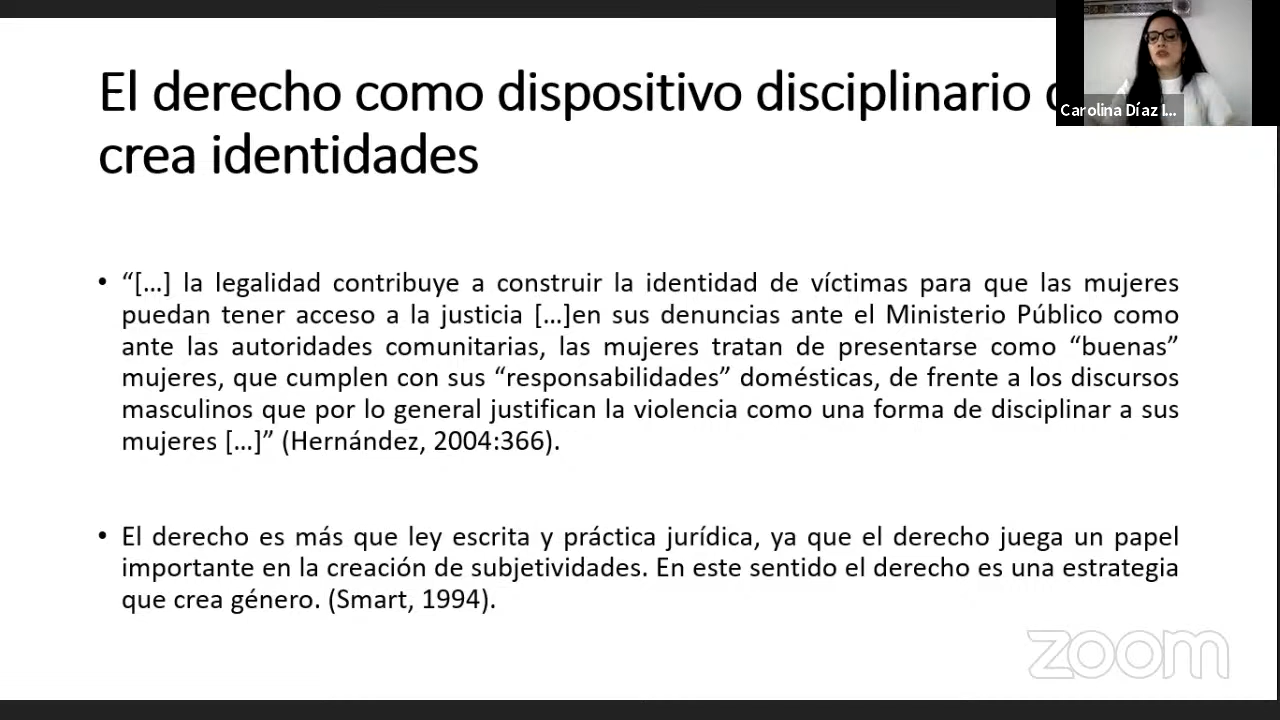 El derecho como dispositivo disciplinario
crea identidades
Carolina Díaz I...
• “[...] la legalidad contribuye a construir la identidad de víctimas para que las mujeres
puedan tener acceso a la justicia [...]en sus denuncias ante el Ministerio Público como
ante las autoridades comunitarias, las mujeres tratan de presentarse como “buenas”
mujeres, que cumplen con sus “responsabilidades” domésticas, de frente a los discursos
masculinos que por lo general justifican la violencia como una forma de disciplinar a sus
mujeres [...]” (Hernández, 2004:366).
• El derecho es más que ley escrita y práctica jurídica, ya que el derecho juega un papel
importante en la creación de subjetividades. En este sentido el derecho es una estrategia
que crea género. (Smart, 1994).
zoom